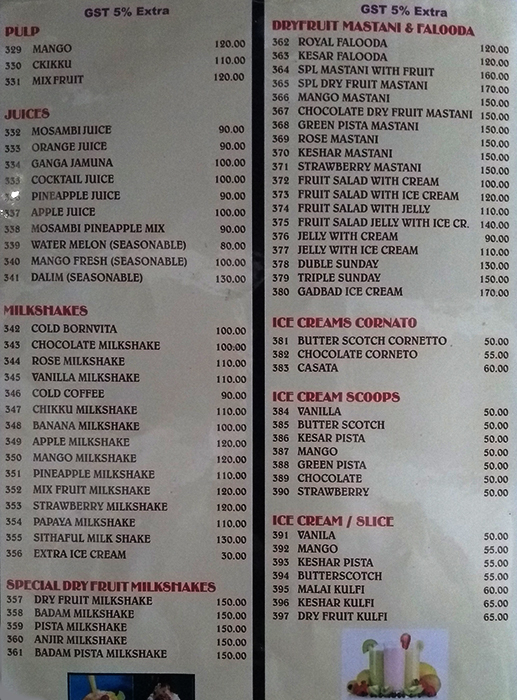 GST 5% Extra
PULP
329 MANGO 120.00
330 CKIKKU 110.00
331 MIX FRUIT 120.00
JUICES
332 MOSAMBI JUICE 90.00
333 ORANGE JUICE 90.00
334 GANGA JAMUNA 100.00
335 COCKTAIL JUICE 100.00
PINEAPPLE JUICE 90.00
337 APPLE JUICE 100.00
338 MOSAMBI PINEAPPLE MIX 90.00
339 WATER MELON (SEASONABLE) 80.00
340 MANGO FRESH (SEASONABLE) 100.00
341 DALIM (SEASONABLE) 130.00
MILKSHAKES
342 COLD BORNVITA 100.00
343 CHOCOLATE MILKSHAKE 100:00
344 ROSE MILKSHAKE 110.00
345 VANILLA MILKSHAKE 110.00
346 COLD COFFEE 90.00
347 CHIKKU MILKSHAKE 110.00
348 BANANA MILKSHAKE 100.00
349 APPLE MILKSHAKE 120.00
350 MANGO MILKSHAKE 120.00
351 PINEAPPLE MILKSHAKE 110.00
352 MIX FRUIT MILKSHAKE 120.00
353 STRAWBERRY MILKSHAKE 120.00
354 PAPAYA MILKSHAKE 110.00
355 SITHAFUL MILK SHAKE 130.00
356 EXTRA ICE CREAM 30.00
SPECIAL DRY FRUIT MILKSHAKES
357 DRY FRUIT MILKSHAKE 150.00
358 BADAM MILKSHAKE 150.00
359 PISTA MILKSHAKE 150.00
360 ANJIR MILKSHAKE 150.00
361 BADAM PISTA MILKSHAKE 150.00
GST 5% Extra
DRYFRUIT MASTANI & FALOODA
362 ROYAL FALOODA 120.00
363 KESAR FALOODA 120.00
364 SPL MASTANI WITH FRUIT 160.00
365 SPL DRY FRUIT MASTANI 170.00
366 MANGO MASTANI 150.00
367 CHOCOLATE DRY FRUIT MASTANI 150.00
368 GREEN PISTA MASTANI 150.00
369 ROSE MASTANI 150.00
370 KESHAR MASTANI 150.00
371 STRAWBERRY MASTANI 150.00
372 FRUIT SALAD WITH CREAM 100.00
373 FRUIT SALAD WITH ICE CREAM 120.00
374 FRUIT SALAD WITH JELLY 110.00
375 FRUIT SALAD JELLY WITH ICE CR. 140.00
376 JELLY WITH CREAM 90.00
377 JELLY WITH ICE CREAM 110.00
378 DUBLE SUNDAY 130.00
379 TRIPLE SUNDAY 150.00
380 GADBAD ICE CREAM 170.00
ICE CREAMS CORNATO
381 BUTTER SCOTCH CORNETTO 50.00
382 CHOCOLATE CORNETO 55.00
383 CASATA 60.00
ICE CREAM SCOOPS
384 VANILLA 50.00
385 BUTTER SCOTCH 50.00
386 KESAR PISTA 50.00
387 MANGO 50.00
388 GREEN PISTA 50.00
389 CHOCOLATE 50.00
390 STRAWBERRY 50.00
ICE CREAM / SLICE
391 VANILA 50.00
392 MANGO 55.00
393 KESHAR PISTA 55.00
394 BUTTERSCOTCH 55.00
395 MALAI KULFI 60.00
396 KESHAR KULFI 65.00
397 DRY FRUIT KULFI 65.00